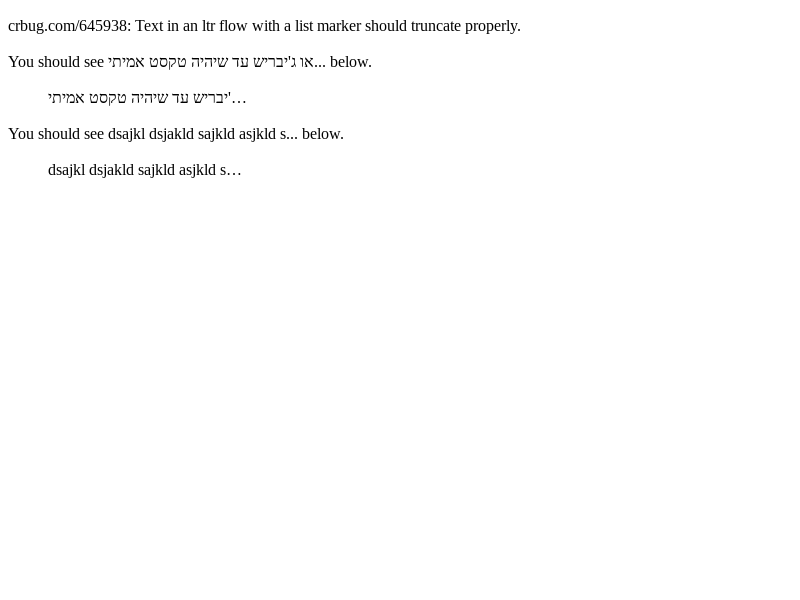 crbug.com/645938: Text in an ltr flow with a list marker should truncate properly.
You should see או ג'יבריש עד שיהיה טקסט אמיתי... below.
יבריש עד שיהיה טקסט אמיתי'…
You should see dsajkl dsjakld sajkld asjkld s... below.
dsajkl dsjakld sajkld asjkld s…